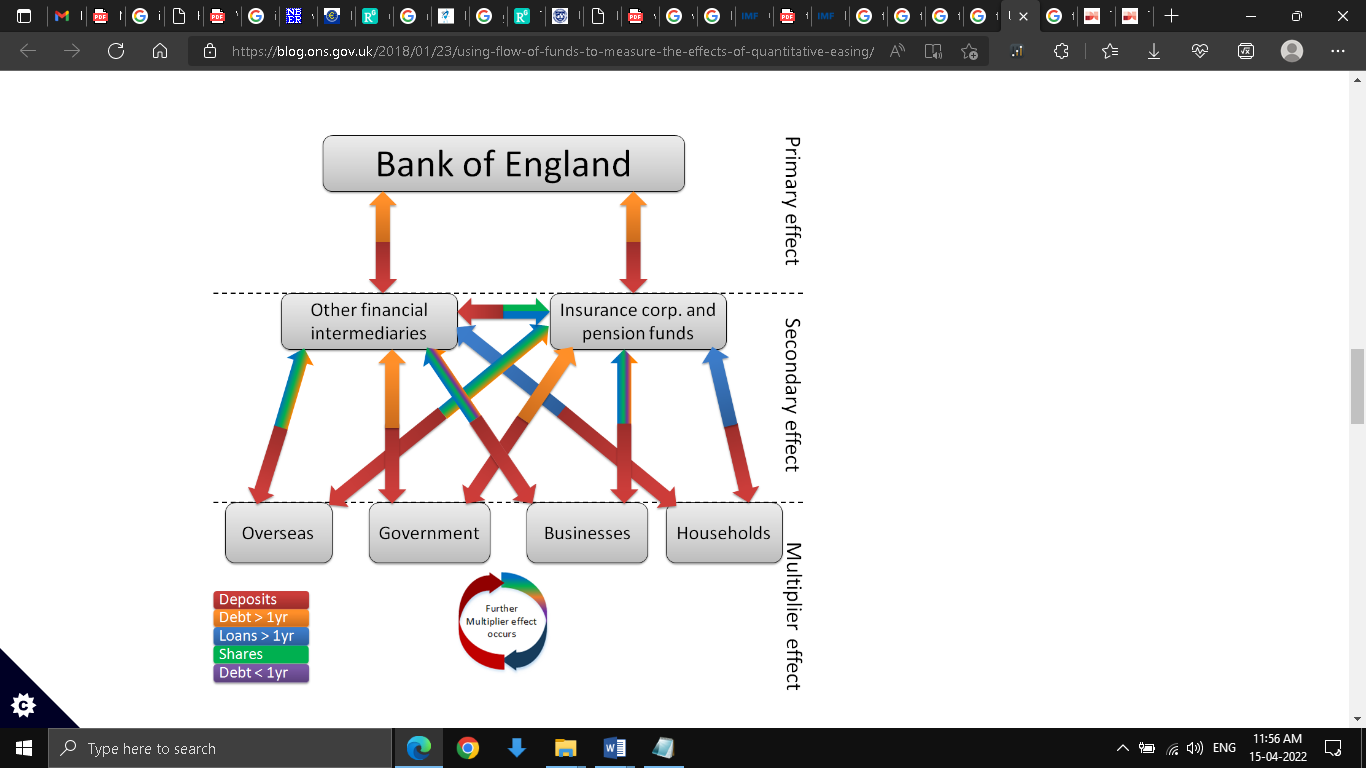 https://blog.ons.gov.uk/2018/01/23/using-flow-of-funds-to-measure-the-effects-of-quantitative-easing/
Bank of England
Primary effect
Other financial
intermediaries
Insurance corp. and
pension funds
Secondary effect
Overseas
Government
Businesses
Households
Multiplier effect
Deposits
Debt > 1yr
Loans > 1yr
Shares
Debt < 1yr
Further
Multiplier effect
occurs
Type here to search
ENG
11:56 AM
15-04-2022